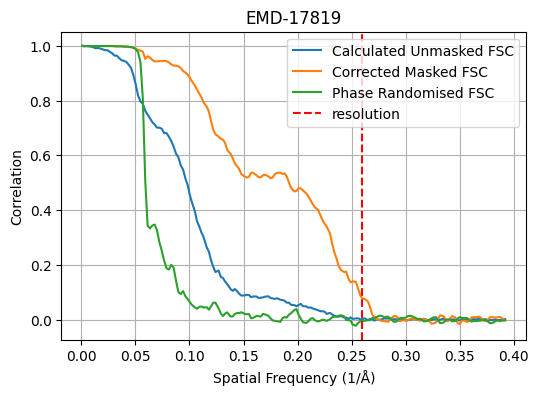 EMD-17819
Calculated Unmasked FSC
Corrected Masked FSC
Phase Randomised FSC
resolution
Correlation
1.0
0.8
0.6
0.4
0.2
0.0
0.00 0.05 0.10 0.15 0.20 0.25 0.30 0.35 0.40
Spatial Frequency (1/Å)